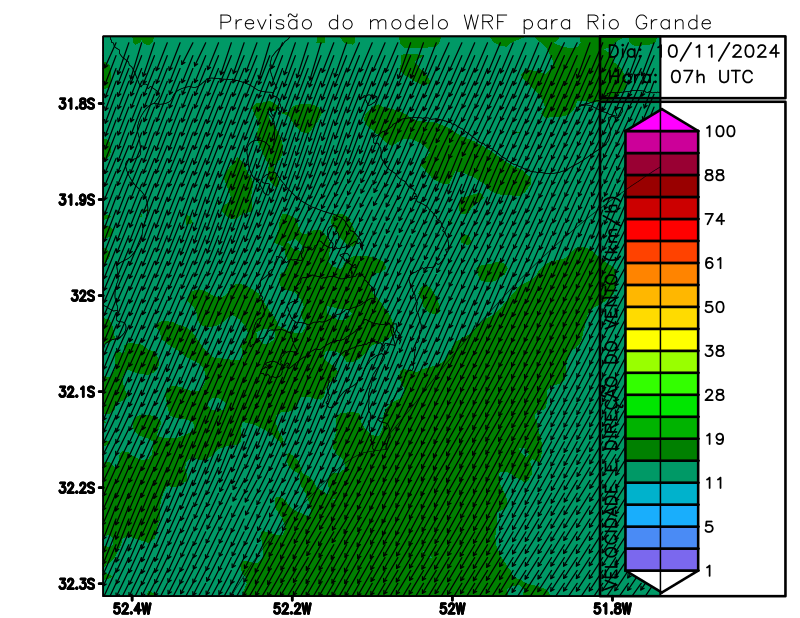 Previsão do modelo WRF para Rio Grande
Dia: 10/11/2024
Hora: 07h UTC
31.8S
31.9S
32S
32.1S
32.2S
32.3S
52.4W
52.2W
52W
51.8W
VELOCIDADE E DIREÇÃO DO VENTO (km/h)
100
88
74
61
50
38
28
19
11
5
1